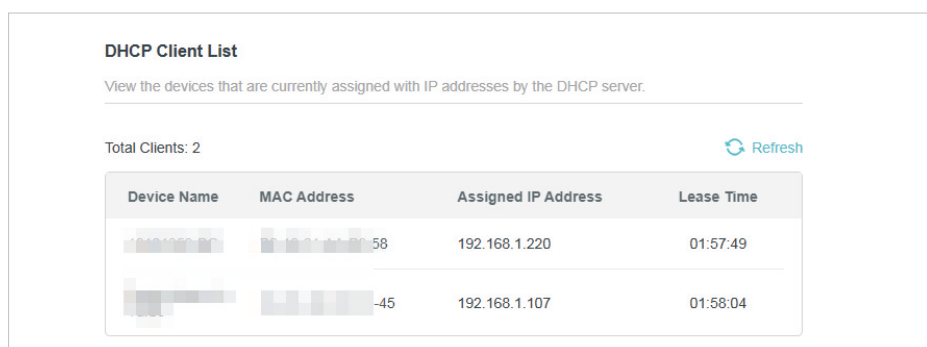 DHCP Client List
View the devices that are currently assigned with IP addresses by the DHCP server.
Total Clients: 2 Refresh
Device Name MAC Address Assigned IP Address Lease Time
58 192.168.1.220 01:57:49
-45 192.168.1.107 01:58:04